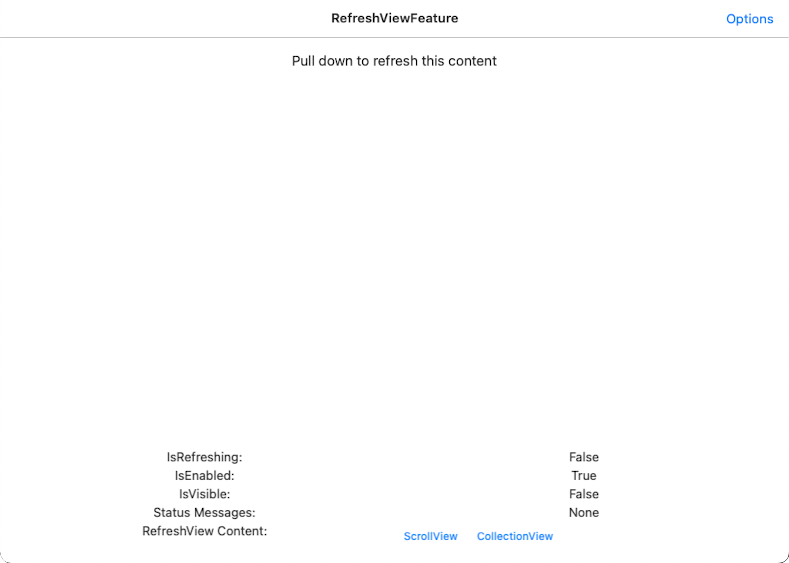 RefreshViewFeature Options
Pull down to refresh this content
IsRefreshing: False
IsEnabled: True
IsVisible: False
Status Messages: None
RefreshView Content: ScrollView CollectionView